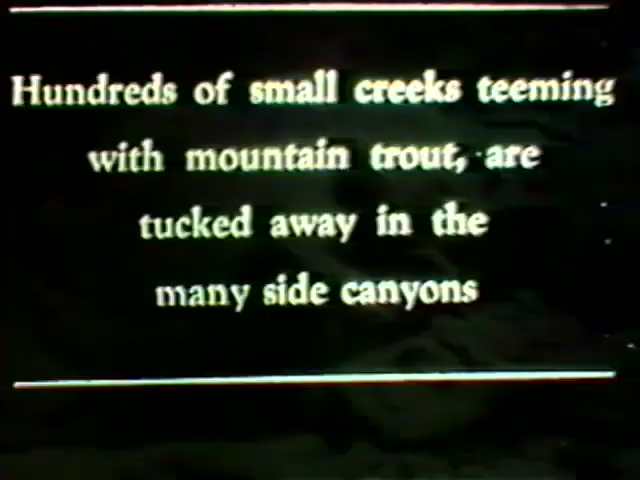 Hundreds of small creeks teeming
with mountain trout, are
tucked away in the
many side canyons